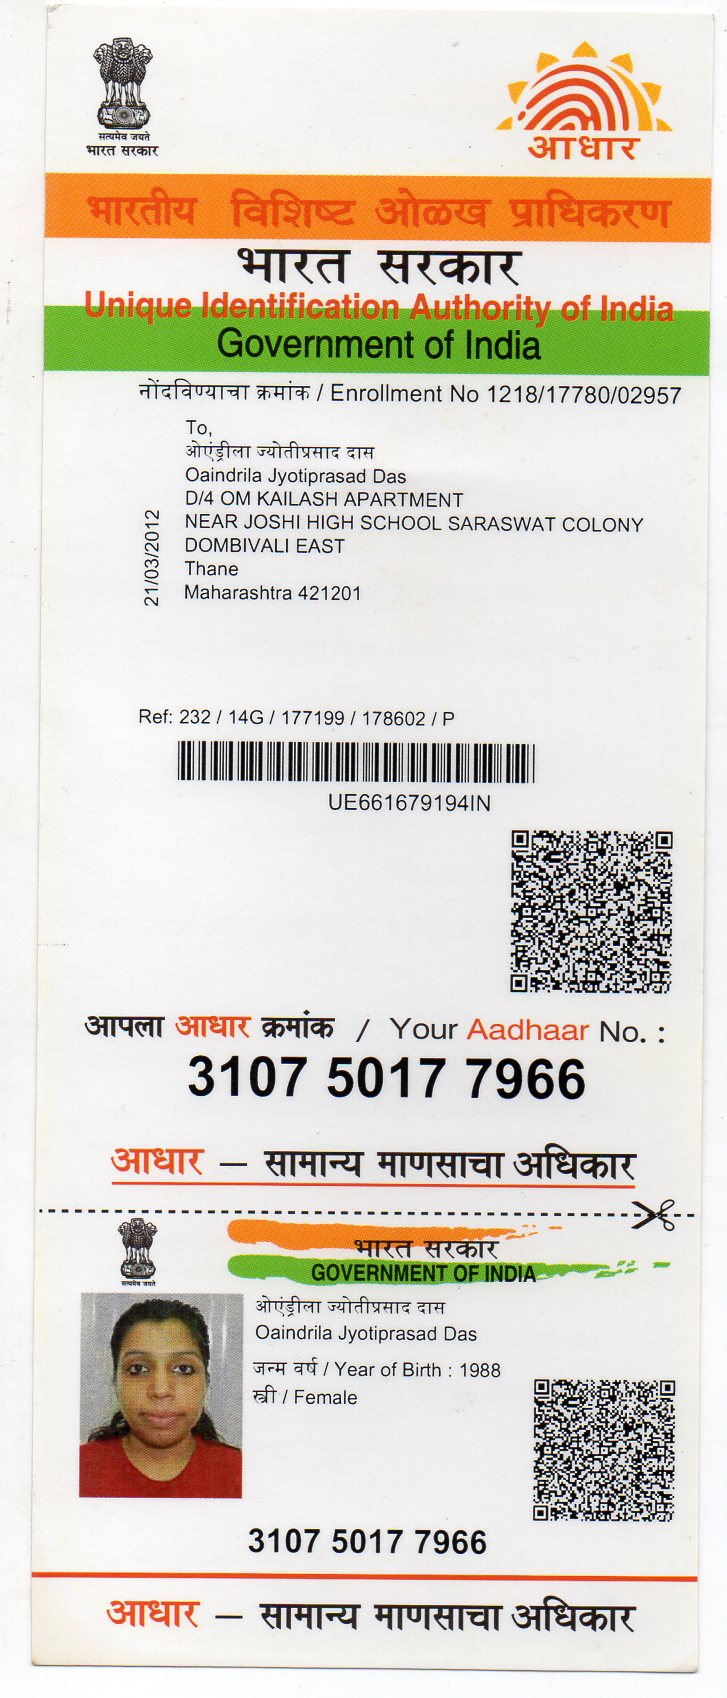 सत्यमेव जयते
भारत सरकार
आधार
भारतीय विशिष्ट ओळख प्राधिकरण
भारत सरकार
Unique Identification Authority of India
Government of India
नोंदविण्याचा क्रमांक / Enrollment No 1218/17780/02957
To,
ओएंड्रीला ज्योतीप्रसाद दास
Oaindrila Jyotiprasad Das
D/4 OM KAILASH APARTMENT
NEAR JOSHI HIGH SCHOOL SARASWAT COLONY
DOMBIVALI EAST
Thane
Maharashtra 421201
21/03/2012
Ref: 232 / 14G / 177199 / 178602 / P
UE661679194IN
आपला आधार क्रमांक / Your Aadhaar No. :
3107 5017 7966
आधार – सामान्य माणसाचा अधिकार
सत्यमेव जयते
भारत सरकार
GOVERNMENT OF INDIA
ओएंड्रीला ज्योतीप्रसाद दास
Oaindrila Jyotiprasad Das
जन्म वर्ष / Year of Birth : 1988
स्त्री / Female
3107 5017 7966
आधार – सामान्य माणसाचा अधिकार